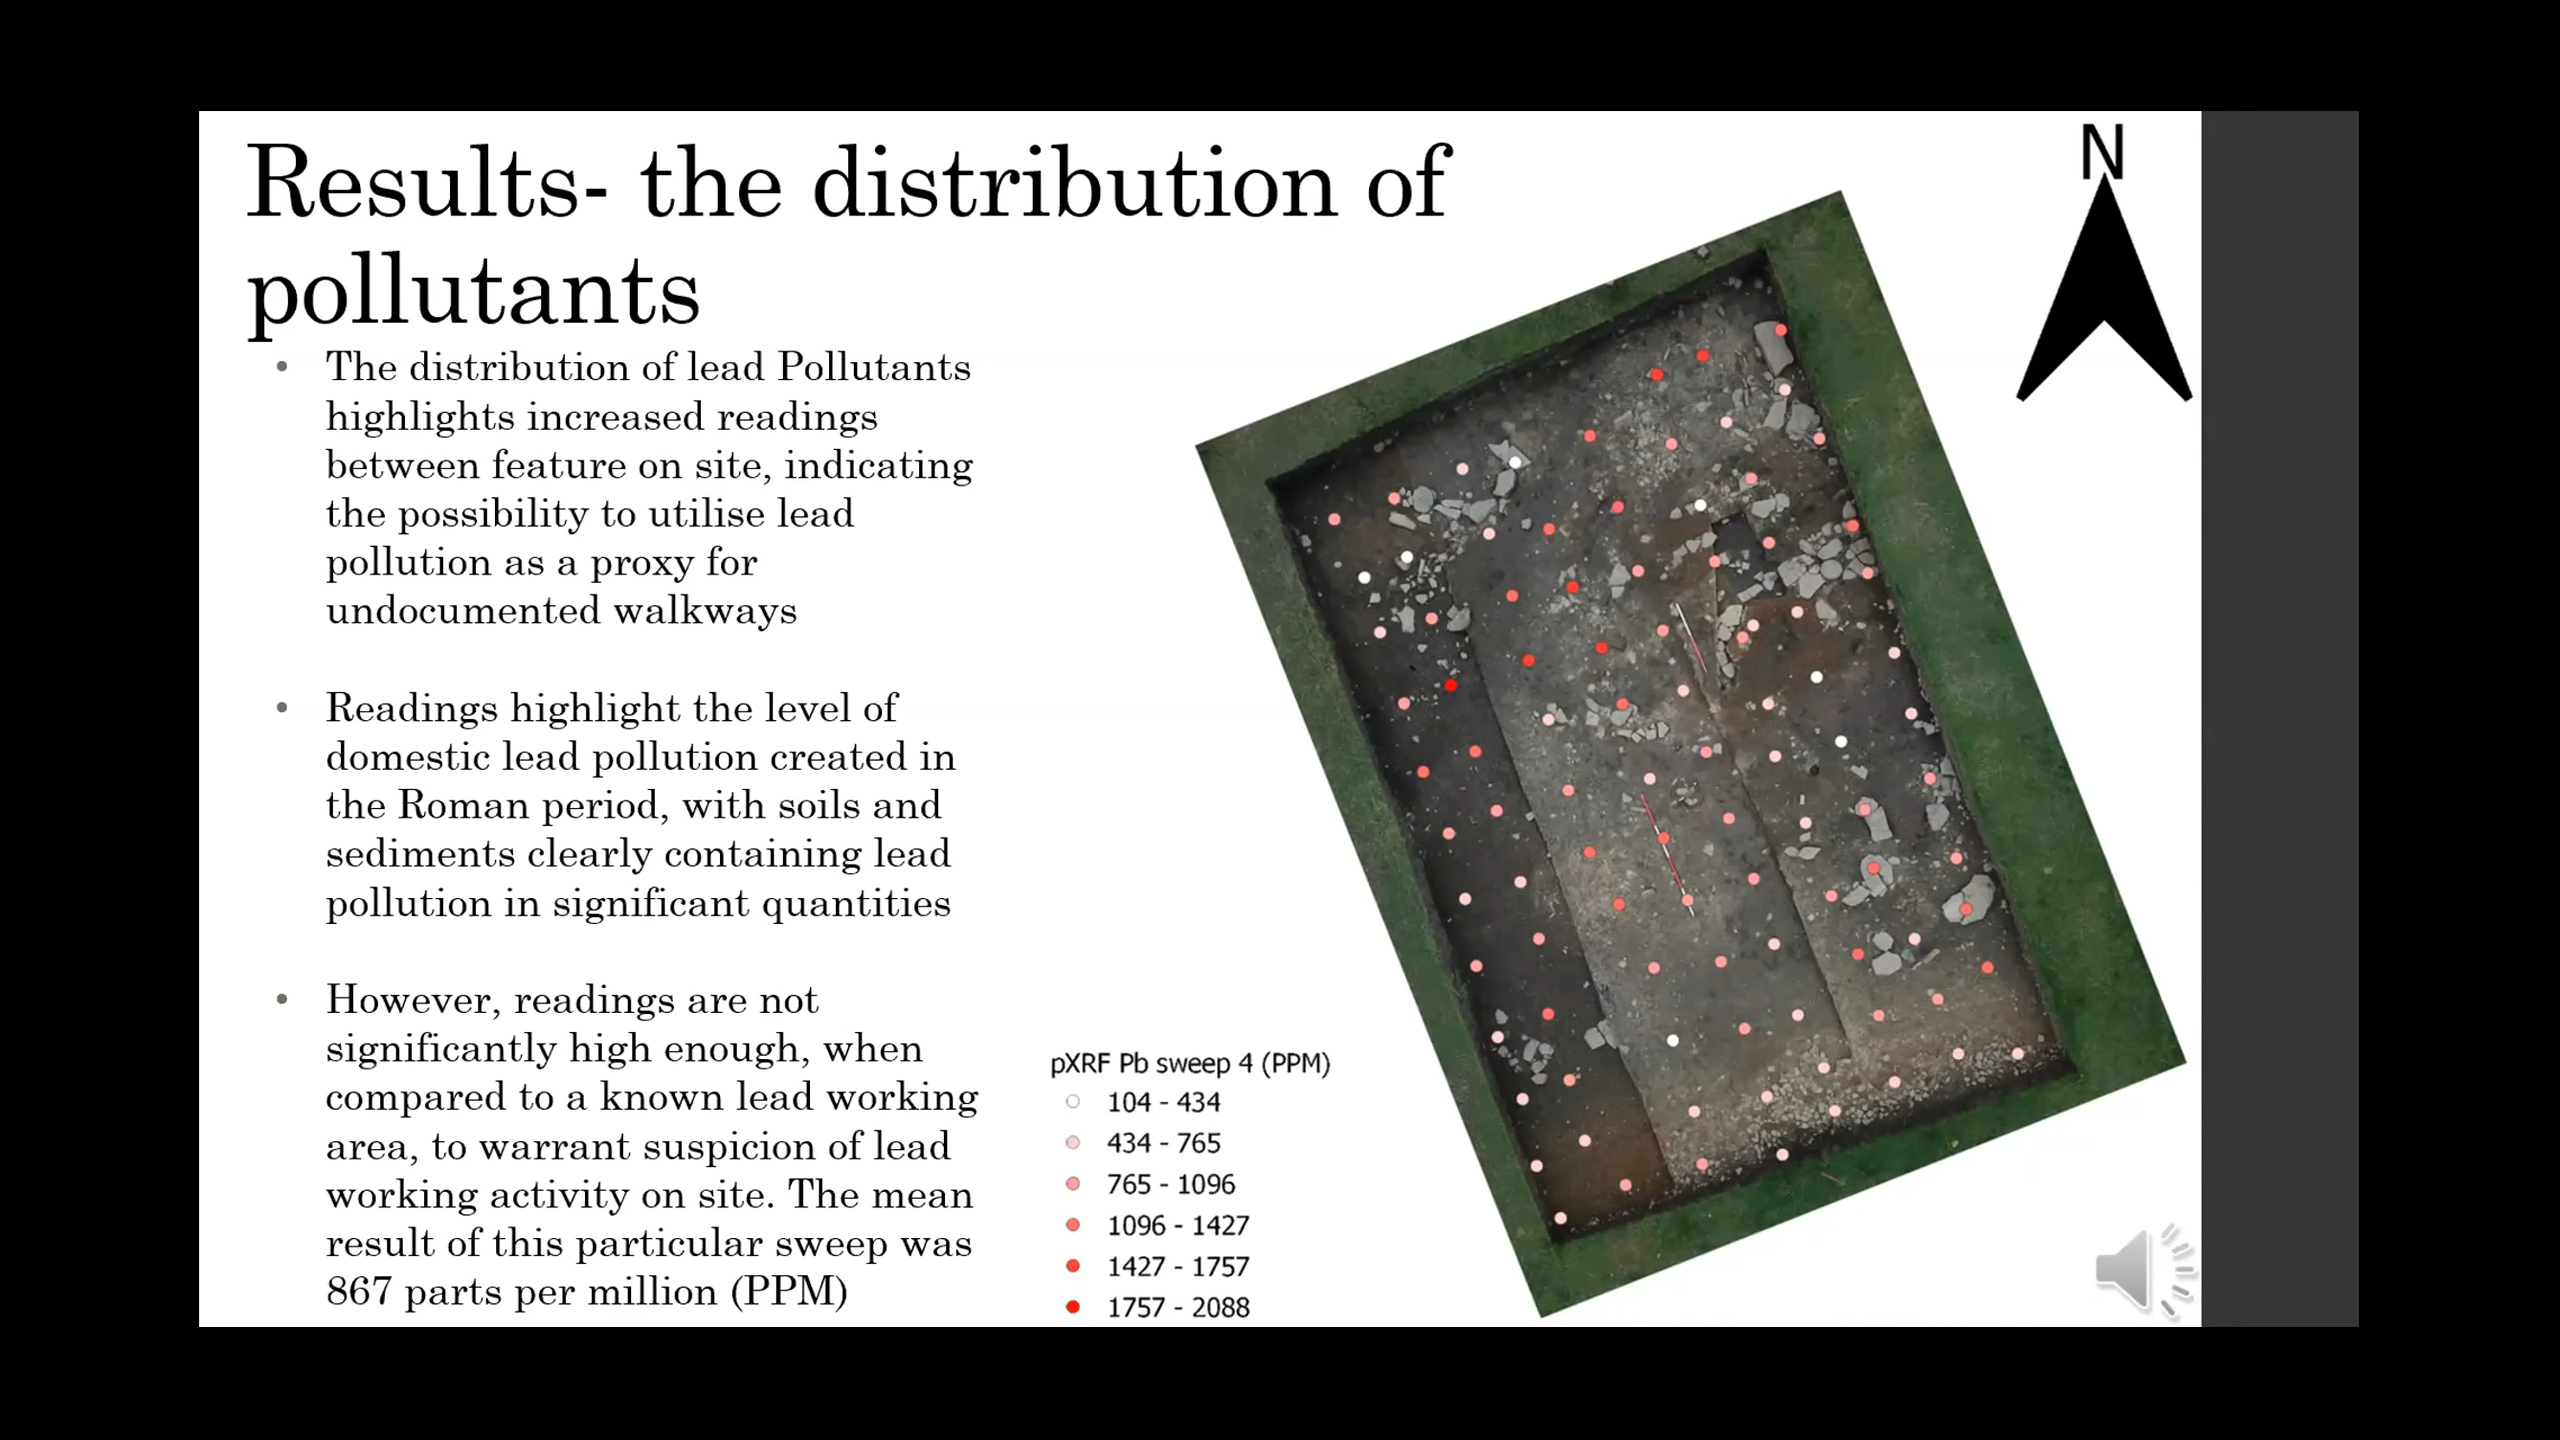 Results- the distribution of
pollutants
• The distribution of lead Pollutants
highlights increased readings
between feature on site, indicating
the possibility to utilise lead
pollution as a proxy for
undocumented walkways
• Readings highlight the level of
domestic lead pollution created in
the Roman period, with soils and
sediments clearly containing lead
pollution in significant quantities
• However, readings are not
significantly high enough, when
compared to a known lead working
area, to warrant suspicion of lead
working activity on site. The mean
result of this particular sweep was
867 parts per million (PPM)
N
pXRF Pb sweep 4 (PPM)
104 - 434
434 - 765
765 - 1096
1096 - 1427
1427 - 1757
1757 - 2088